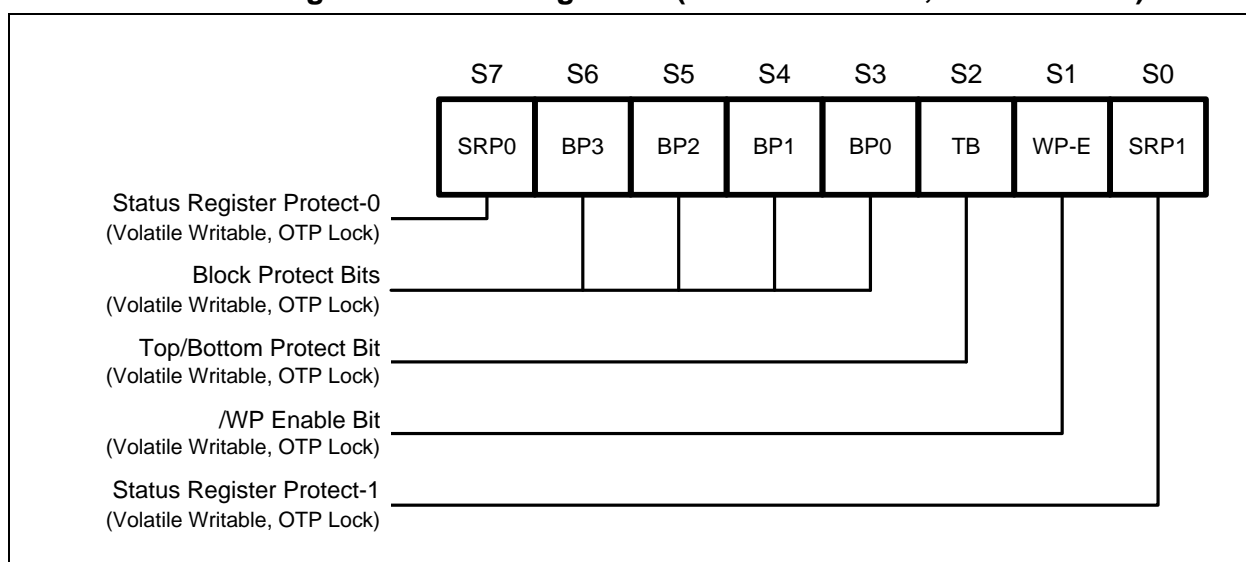 S7 S6 S5 S4 S3 S2 S1 S0
SRP0 BP3 BP2 BP1 BP0 TB WP-E SRP1
Status Register Protect-0
(Volatile Writable, OTP Lock)
Block Protect Bits
(Volatile Writable, OTP Lock)
Top/Bottom Protect Bit
(Volatile Writable, OTP Lock)
/WP Enable Bit
(Volatile Writable, OTP Lock)
Status Register Protect-1
(Volatile Writable, OTP Lock)